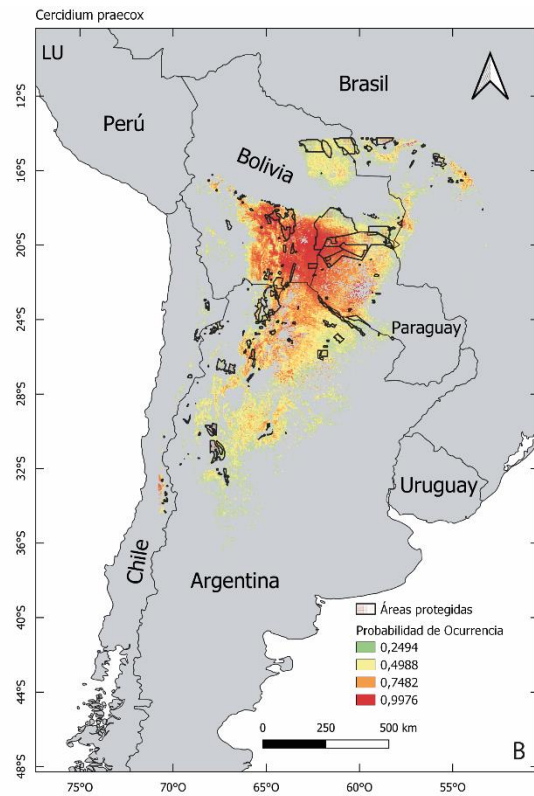 Cercidium praecox
LU
Brasil
Perú
Bolivia
Paraguay
Uruguay
Chile
Argentina
12°S
16°S
20°S
24°S
28°S
32°S
36°S
40°S
44°S
48°S
Áreas protegidas
Probabilidad de Ocurrencia
0,2494
0,4988
0,7482
0,9976
0 250 500 km
B
75°O 70°O 65°O 60°O 55°O